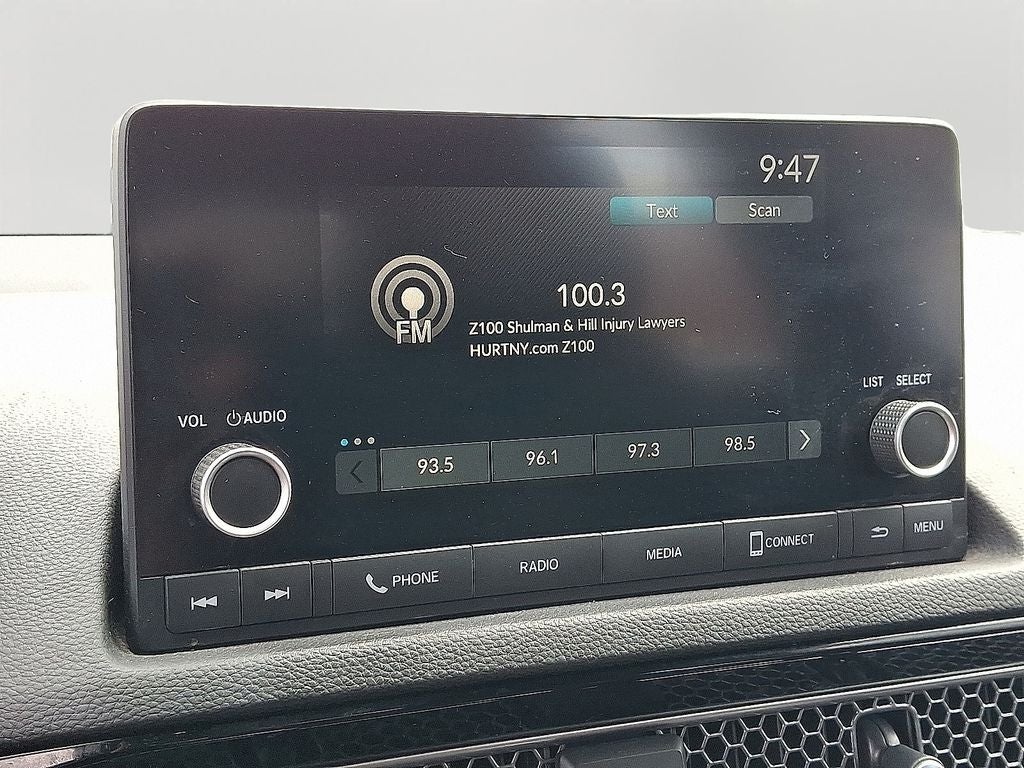 9:47
Text Scan
100.3
FM
Z100 Shulman & Hill Injury Lawyers
HURTNY.com Z100
LIST SELECT
VOL AUDIO
93.5 96.1 97.3 98.5
PHONE RADIO MEDIA CONNECT MENU